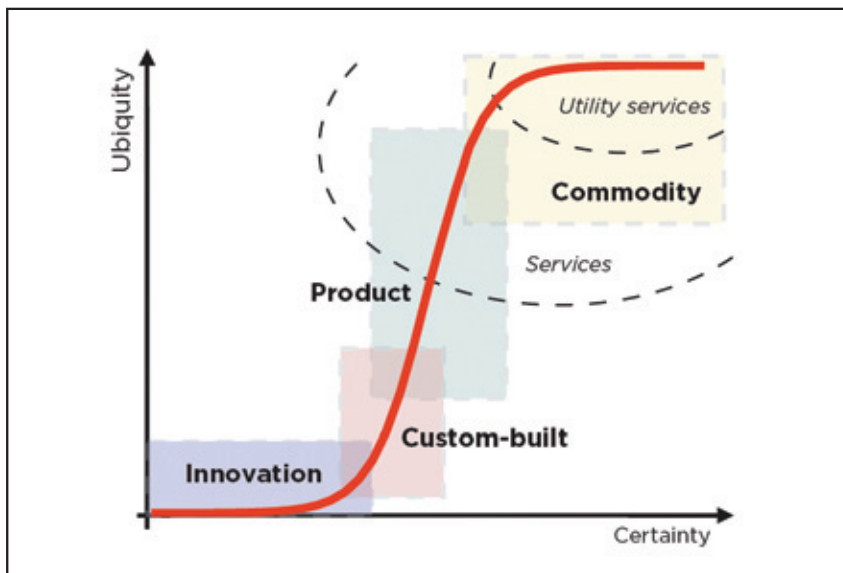 Ubiquity
Utility services
Commodity
Services
Product
Custom-built
Innovation
Certainty